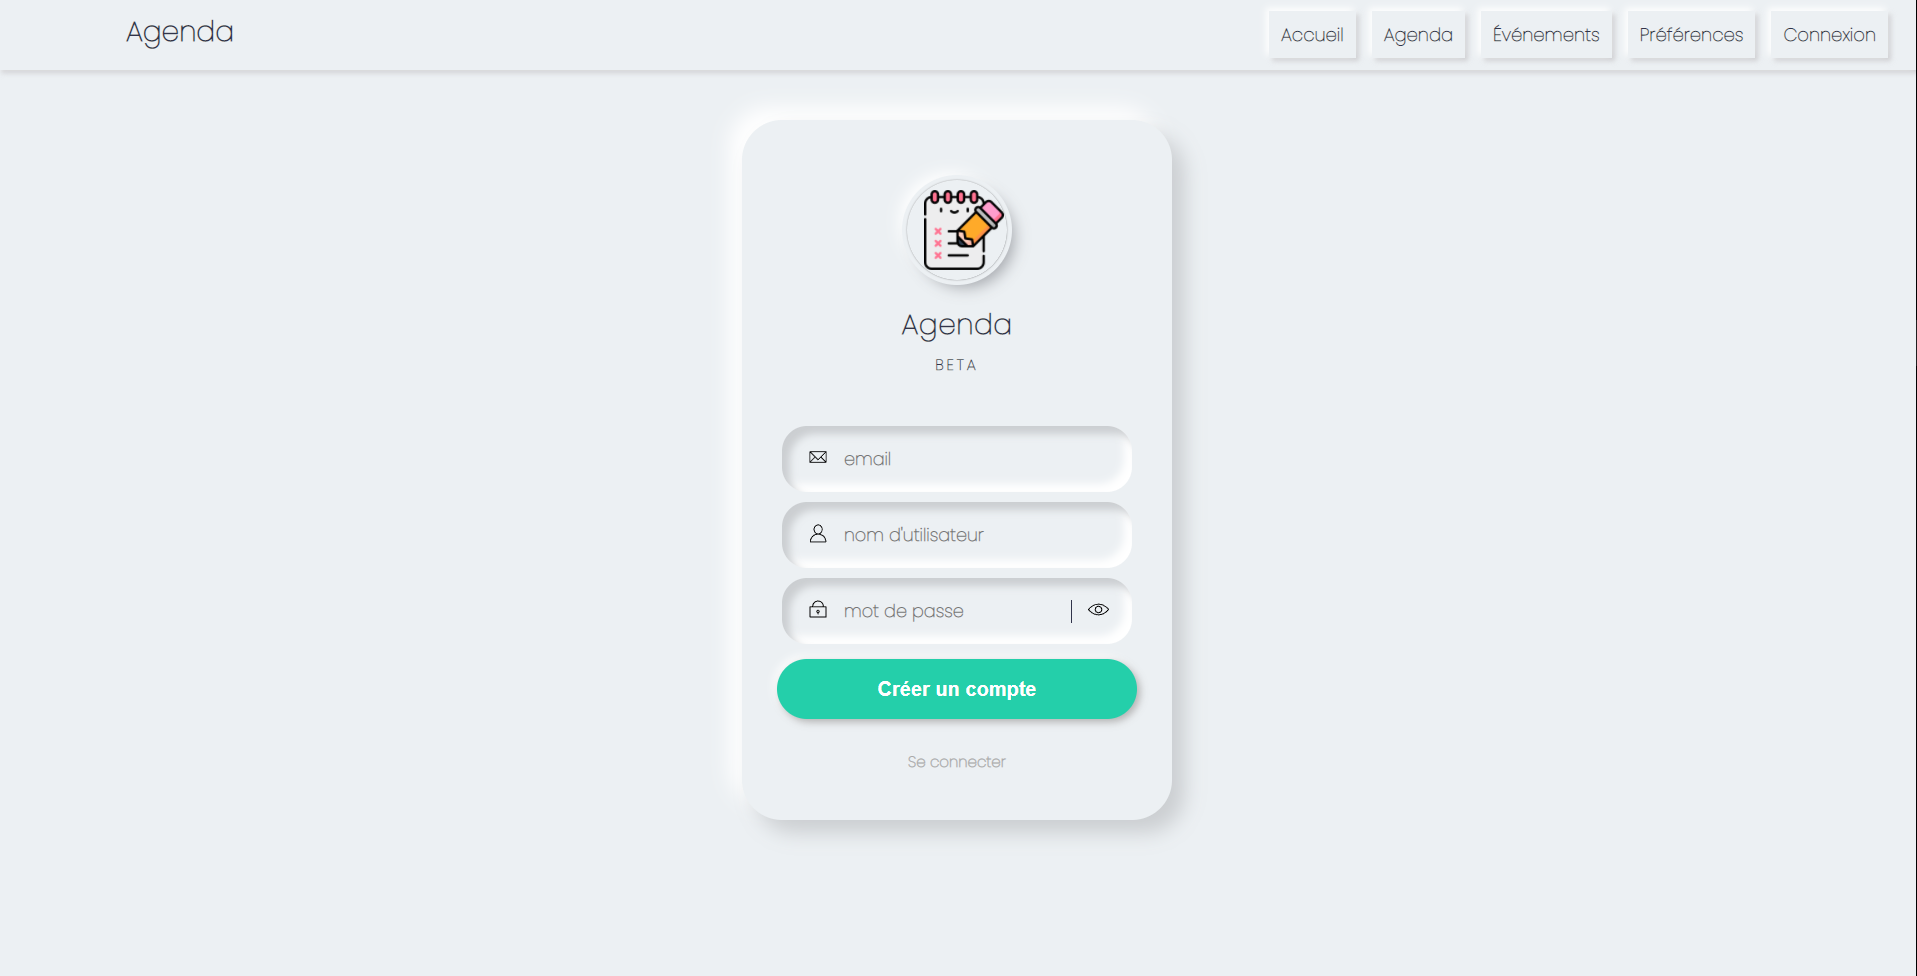 Agenda
Accueil
Agenda
Événements
Préférences
Connexion
Agenda
BETA
email
nom d'utilisateur
mot de passe
Créer un compte
Se connecter